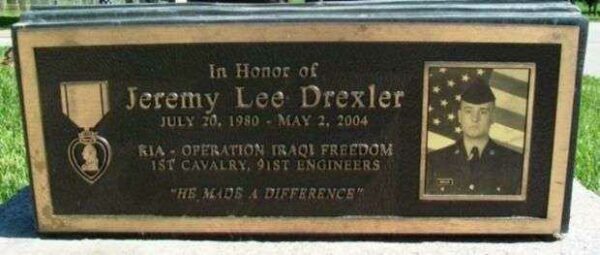 In Honor of
Jeremy Lee Drexler
JULY 20, 1980 - MAY 2, 2004
KIA - OPERATION IRAQI FREEDOM
1ST CAVALRY, 91ST ENGINEERS
"HE MADE A DIFFERENCE"